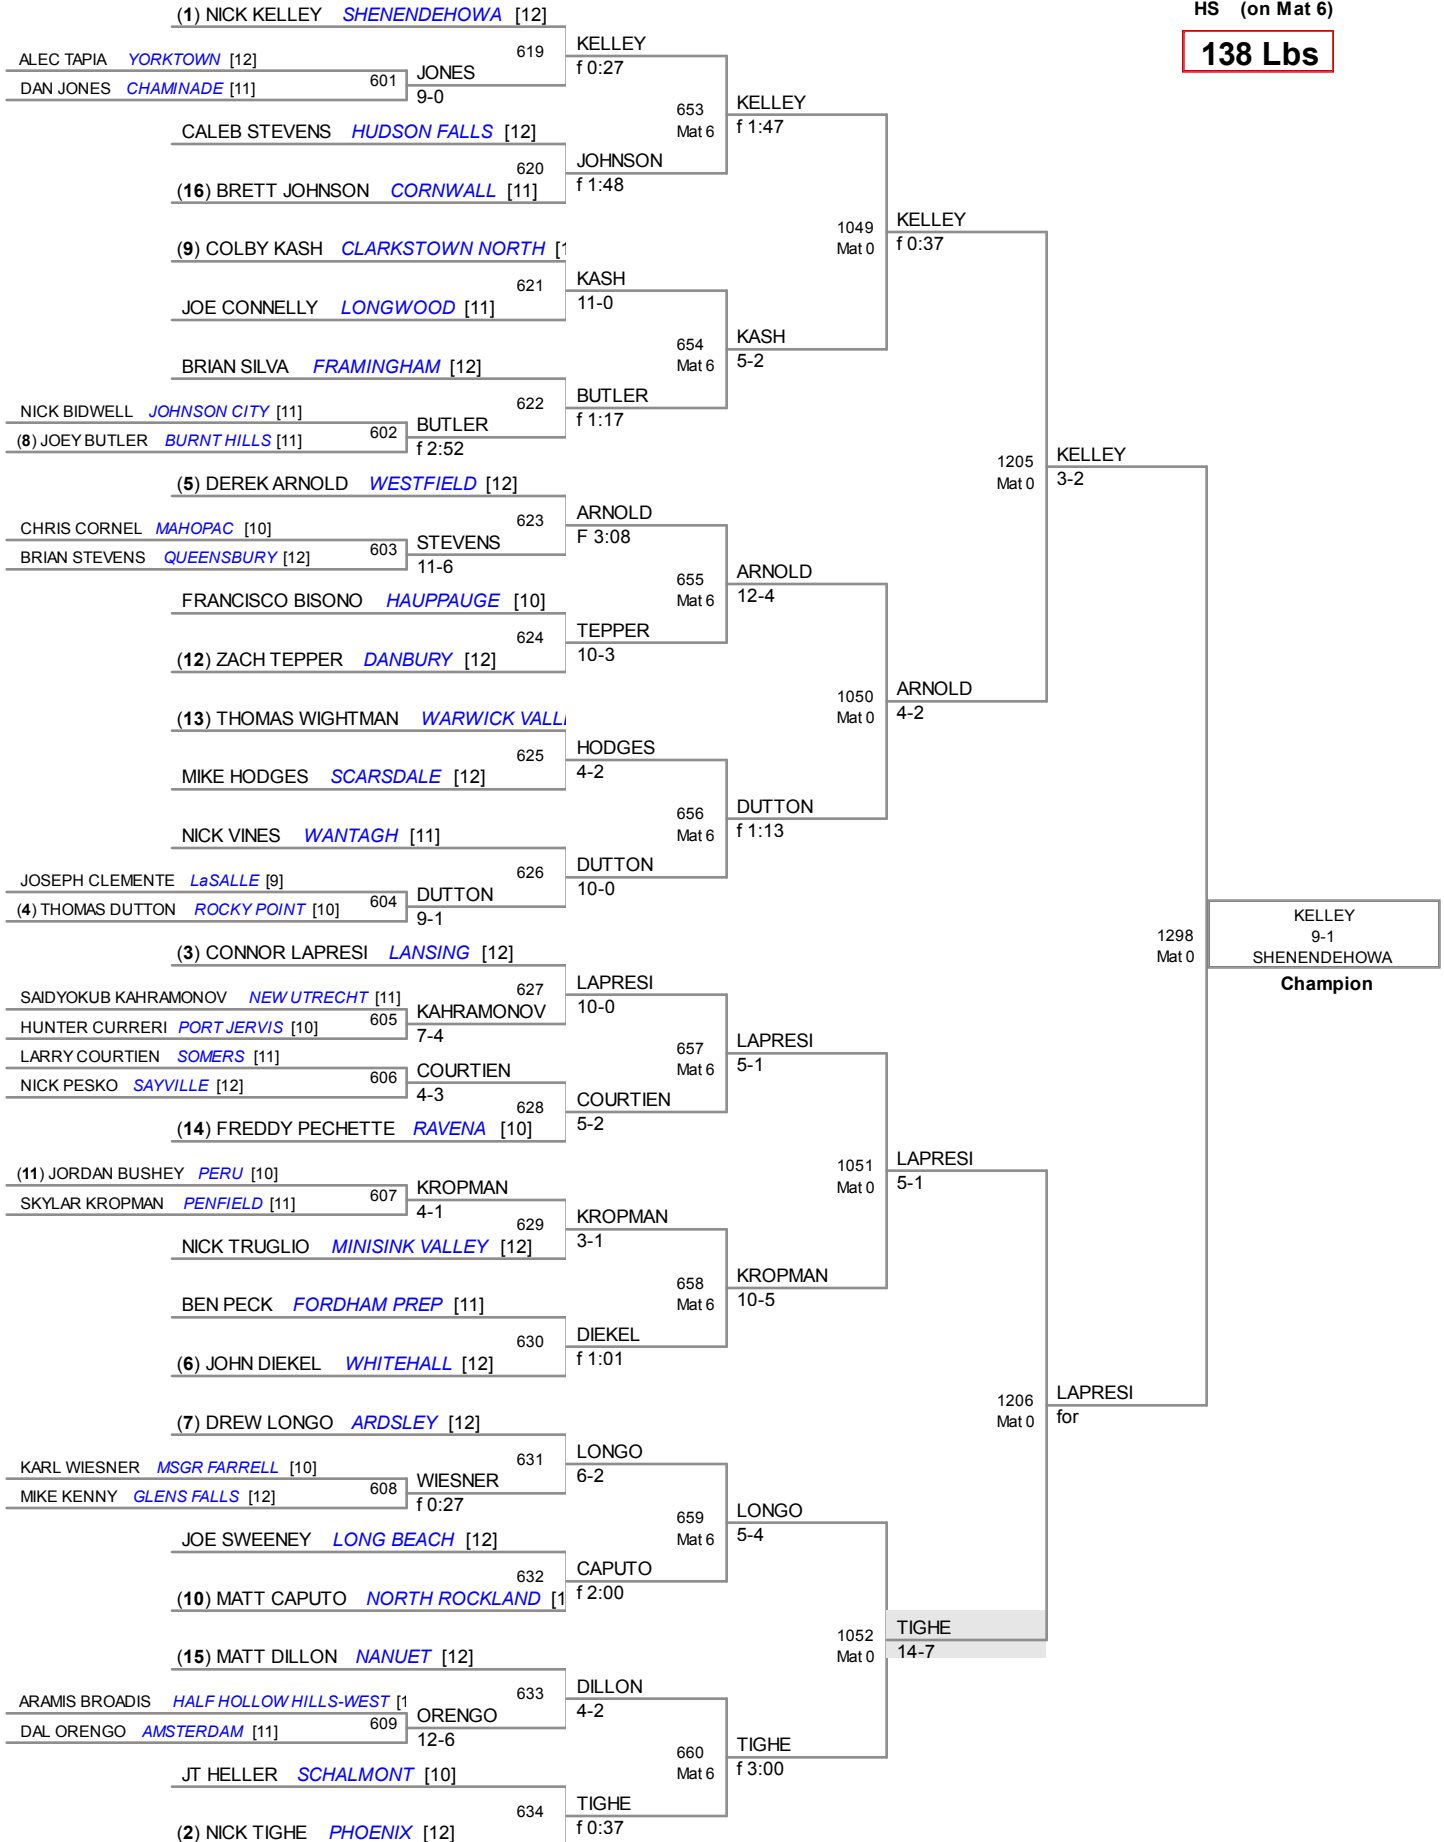 HS (on Mat 6)
138 Lbs
(1) NICK KELLEY SHENENDEHOWA [12]
619
KELLEY
f 0:27
ALEC TAPIA YORKTOWN [12]
601
JONES
9-0
DAN JONES CHAMINADE [11]
653
Mat 6
KELLEY
f 1:47
CALEB STEVENS HUDSON FALLS [12]
620
JOHNSON
f 1:48
(16) BRETT JOHNSON CORNWALL [11]
1049
Mat 0
KELLEY
f 0:37
(9) COLBY KASH CLARKSTOWN NORTH [1
621
KASH
11-0
JOE CONNELLY LONGWOOD [11]
654
Mat 6
KASH
5-2
BRIAN SILVA FRAMINGHAM [12]
622
BUTLER
f 1:17
NICK BIDWELL JOHNSON CITY [11]
602
BUTLER
f 2:52
(8) JOEY BUTLER BURNT HILLS [11]
1205
Mat 0
KELLEY
3-2
(5) DEREK ARNOLD WESTFIELD [12]
623
ARNOLD
F 3:08
CHRIS CORNEL MAHOPAC [10]
603
STEVENS
11-6
BRIAN STEVENS QUEENSBURY [12]
655
Mat 6
ARNOLD
12-4
FRANCISCO BISONO HAUPPAUGE [10]
624
TEPPER
10-3
(12) ZACH TEPPER DANBURY [12]
1050
Mat 0
ARNOLD
4-2
(13) THOMAS WIGHTMAN WARWICK VALL
625
HODGES
4-2
MIKE HODGES SCARSDALE [12]
656
Mat 6
DUTTON
f 1:13
NICK VINES WANTAGH [11]
626
DUTTON
10-0
JOSEPH CLEMENTE LaSALLE [9]
604
DUTTON
9-1
(4) THOMAS DUTTON ROCKY POINT [10]
1298
Mat 0
KELLEY
9-1
SHENENDEHOWA
Champion
(3) CONNOR LAPRESI LANSING [12]
627
LAPRESI
10-0
SAIDYOKUB KAHRAMONOV NEW UTRECHT [11]
605
KAHRAMONOV
7-4
HUNTER CURRERI PORT JERVIS [10]
657
Mat 6
LAPRESI
5-1
LARRY COURTIEN SOMERS [11]
606
COURTIEN
4-3
NICK PESKO SAYVILLE [12]
628
COURTIEN
5-2
(14) FREDDY PECHETTE RAVENA [10]
1051
Mat 0
LAPRESI
5-1
(11) JORDAN BUSHEY PERU [10]
607
KROPMAN
4-1
SKYLAR KROPMAN PENFIELD [11]
629
KROPMAN
3-1
NICK TRUGLIO MINISINK VALLEY [12]
658
Mat 6
KROPMAN
10-5
BEN PECK FORDHAM PREP [11]
630
DIEKEL
f 1:01
(6) JOHN DIEKEL WHITEHALL [12]
1206
Mat 0
LAPRESI
for
(7) DREW LONGO ARDSLEY [12]
631
LONGO
6-2
KARL WIESNER MSGR FARRELL [10]
608
WIESNER
f 0:27
MIKE KENNY GLENS FALLS [12]
659
Mat 6
LONGO
5-4
JOE SWEENEY LONG BEACH [12]
632
CAPUTO
f 2:00
(10) MATT CAPUTO NORTH ROCKLAND [1
1052
Mat 0
TIGHE
14-7
(15) MATT DILLON NANUET [12]
633
DILLON
4-2
ARAMIS BROADIS HALF HOLLOW HILLS-WEST [1
609
ORENGO
12-6
DAL ORENGO AMSTERDAM [11]
660
Mat 6
TIGHE
f 3:00
JT HELLER SCHALMONT [10]
634
TIGHE
f 0:37
(2) NICK TIGHE PHOENIX [12]